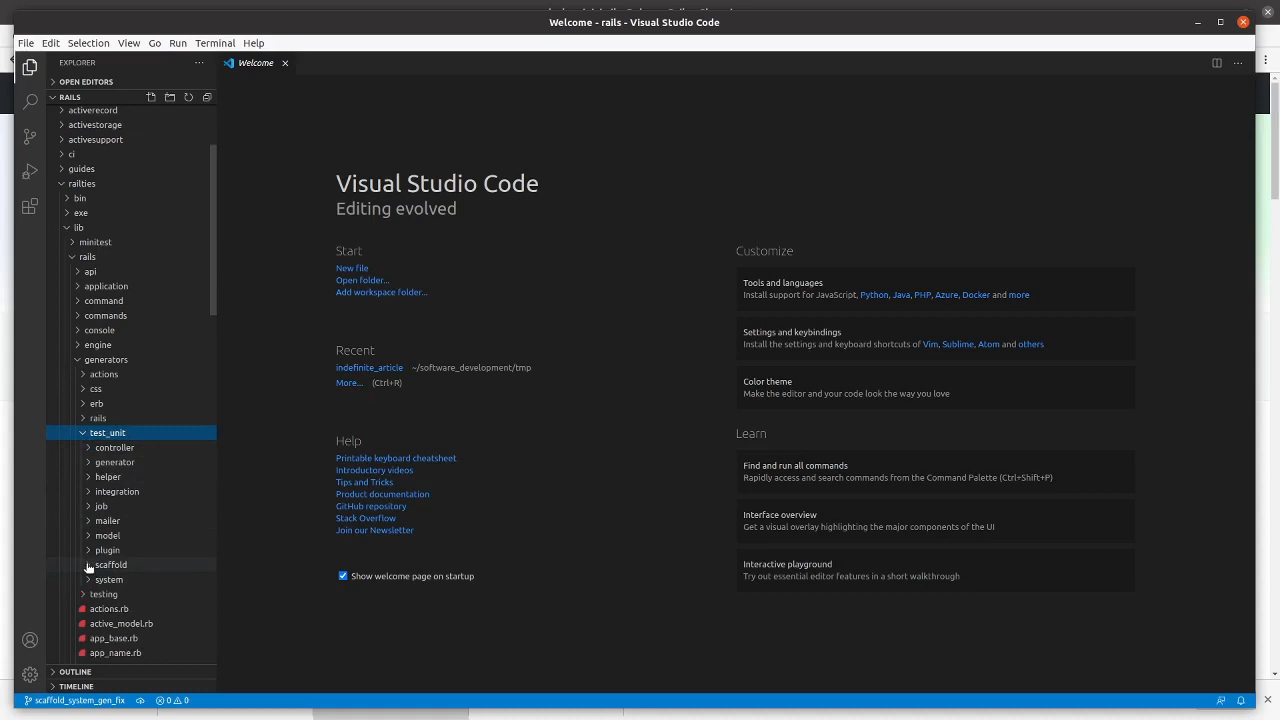 Welcome - rails - Visual Studio Code
File Edit Selection View Go Run Terminal Help
EXPLORER
Welcome
OPEN EDITORS
RAILS
activerecord
activestorage
activesupport
ci
guides
railties
bin
exe
lib
minitest
rails
api
application
command
commands
console
engine
generators
actions
css
erb
rails
test_unit
controller
generator
helper
integration
job
mailer
model
plugin
scaffold
system
testing
actions.rb
active_model.rb
app_base.rb
app_name.rb
OUTLINE
TIMELINE
Visual Studio Code
Editing evolved
Start
New file
Open folder...
Add workspace folder...
Recent
indefinite_article ~/software_development/tmp
More... (Ctrl+R)
Help
Printable keyboard cheatsheet
Introductory videos
Tips and Tricks
Product documentation
GitHub repository
Stack Overflow
Join our Newsletter
Show welcome page on startup
Customize
Tools and languages
Install support for JavaScript, Python, Java, PHP, Azure, Docker and more
Settings and keybindings
Install the settings and keyboard shortcuts of Vim, Sublime, Atom and others
Color theme
Make the editor and your code look the way you love
Learn
Find and run all commands
Rapidly access and search commands from the Command Palette (Ctrl+Shift+P)
Interface overview
Get a visual overlay highlighting the major components of the UI
Interactive playground
Try out essential editor features in a short walkthrough
scaffold_system_gen_fix 0 0